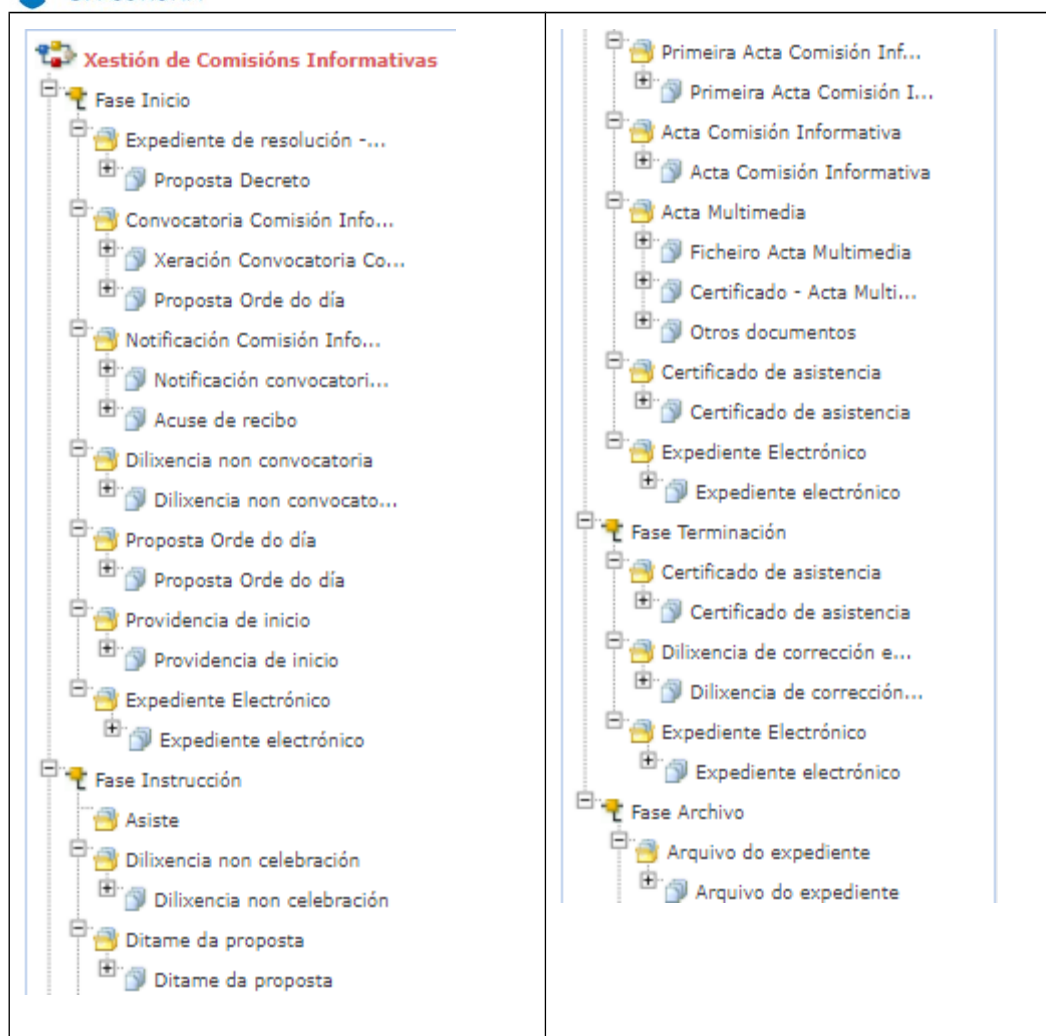 Xestión de Comisións Informativas
Fase Inicio
Expediente de resolución -...
Proposta Decreto
Convocatoria Comisión Info...
Xeración Convocatoria Co...
Proposta Orde do día
Notificación Comisión Info...
Notificación convocatori...
Acuse de recibo
Dilixencia non convocatoria
Dilixencia non convocato...
Proposta Orde do día
Proposta Orde do día
Providencia de inicio
Providencia de inicio
Expediente Electrónico
Expediente electrónico
Fase Instrucción
Asiste
Dilixencia non celebración
Dilixencia non celebración
Ditame da proposta
Ditame da proposta
Primeira Acta Comisión Inf...
Primeira Acta Comisión I...
Acta Comisión Informativa
Acta Comisión Informativa
Acta Multimedia
Ficheiro Acta Multimedia
Certificado - Acta Multi...
Otros documentos
Certificado de asistencia
Certificado de asistencia
Expediente Electrónico
Expediente electrónico
Fase Terminación
Certificado de asistencia
Certificado de asistencia
Dilixencia de corrección e...
Dilixencia de corrección...
Expediente Electrónico
Expediente electrónico
Fase Archivo
Arquivo do expediente
Arquivo do expediente